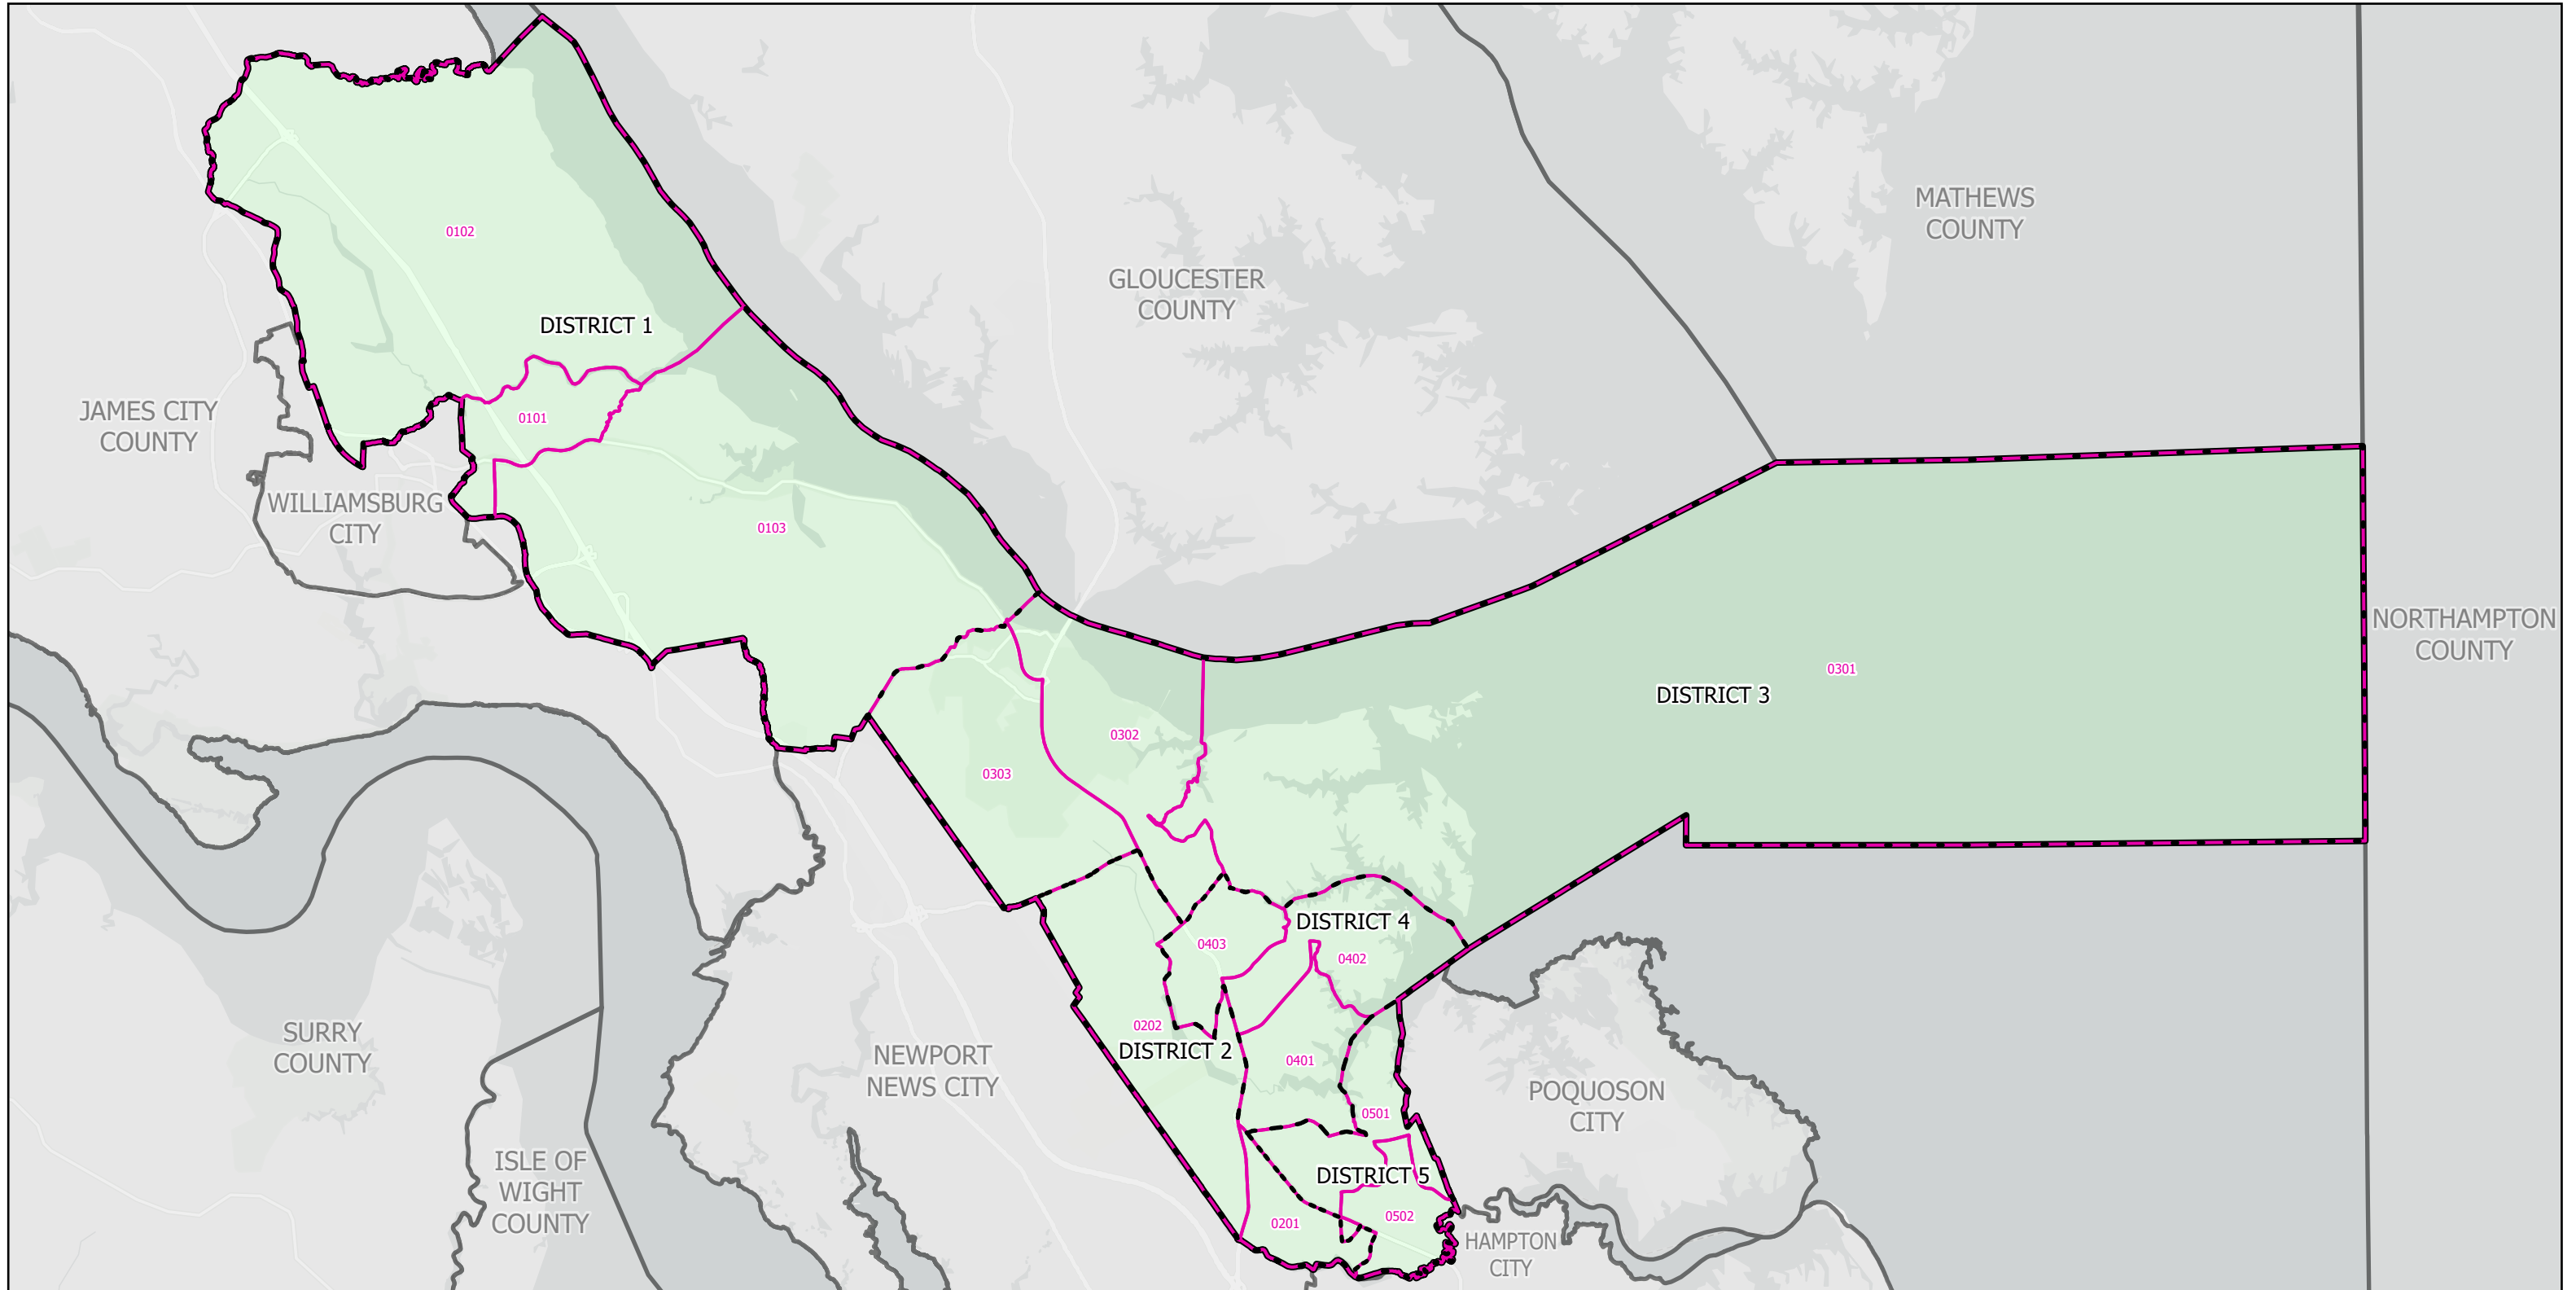 MATHEWS
COUNTY
0102
GLOUCESTER
COUNTY
DISTRICT 1
JAMES CITY
COUNTY
0101
WILLIAMSBURG
CITY
0103
NORTHAMPTON
COUNTY
0301
DISTRICT 3
0302
0303
DISTRICT 4
0403
0402
SURRY
COUNTY
0202
DISTRICT 2
NEWPORT
NEWS CITY
0401
POQUOSON
CITY
0501
ISLE OF
WIGHT
COUNTY
DISTRICT 5
0201
0502
HAMPTON
CITY